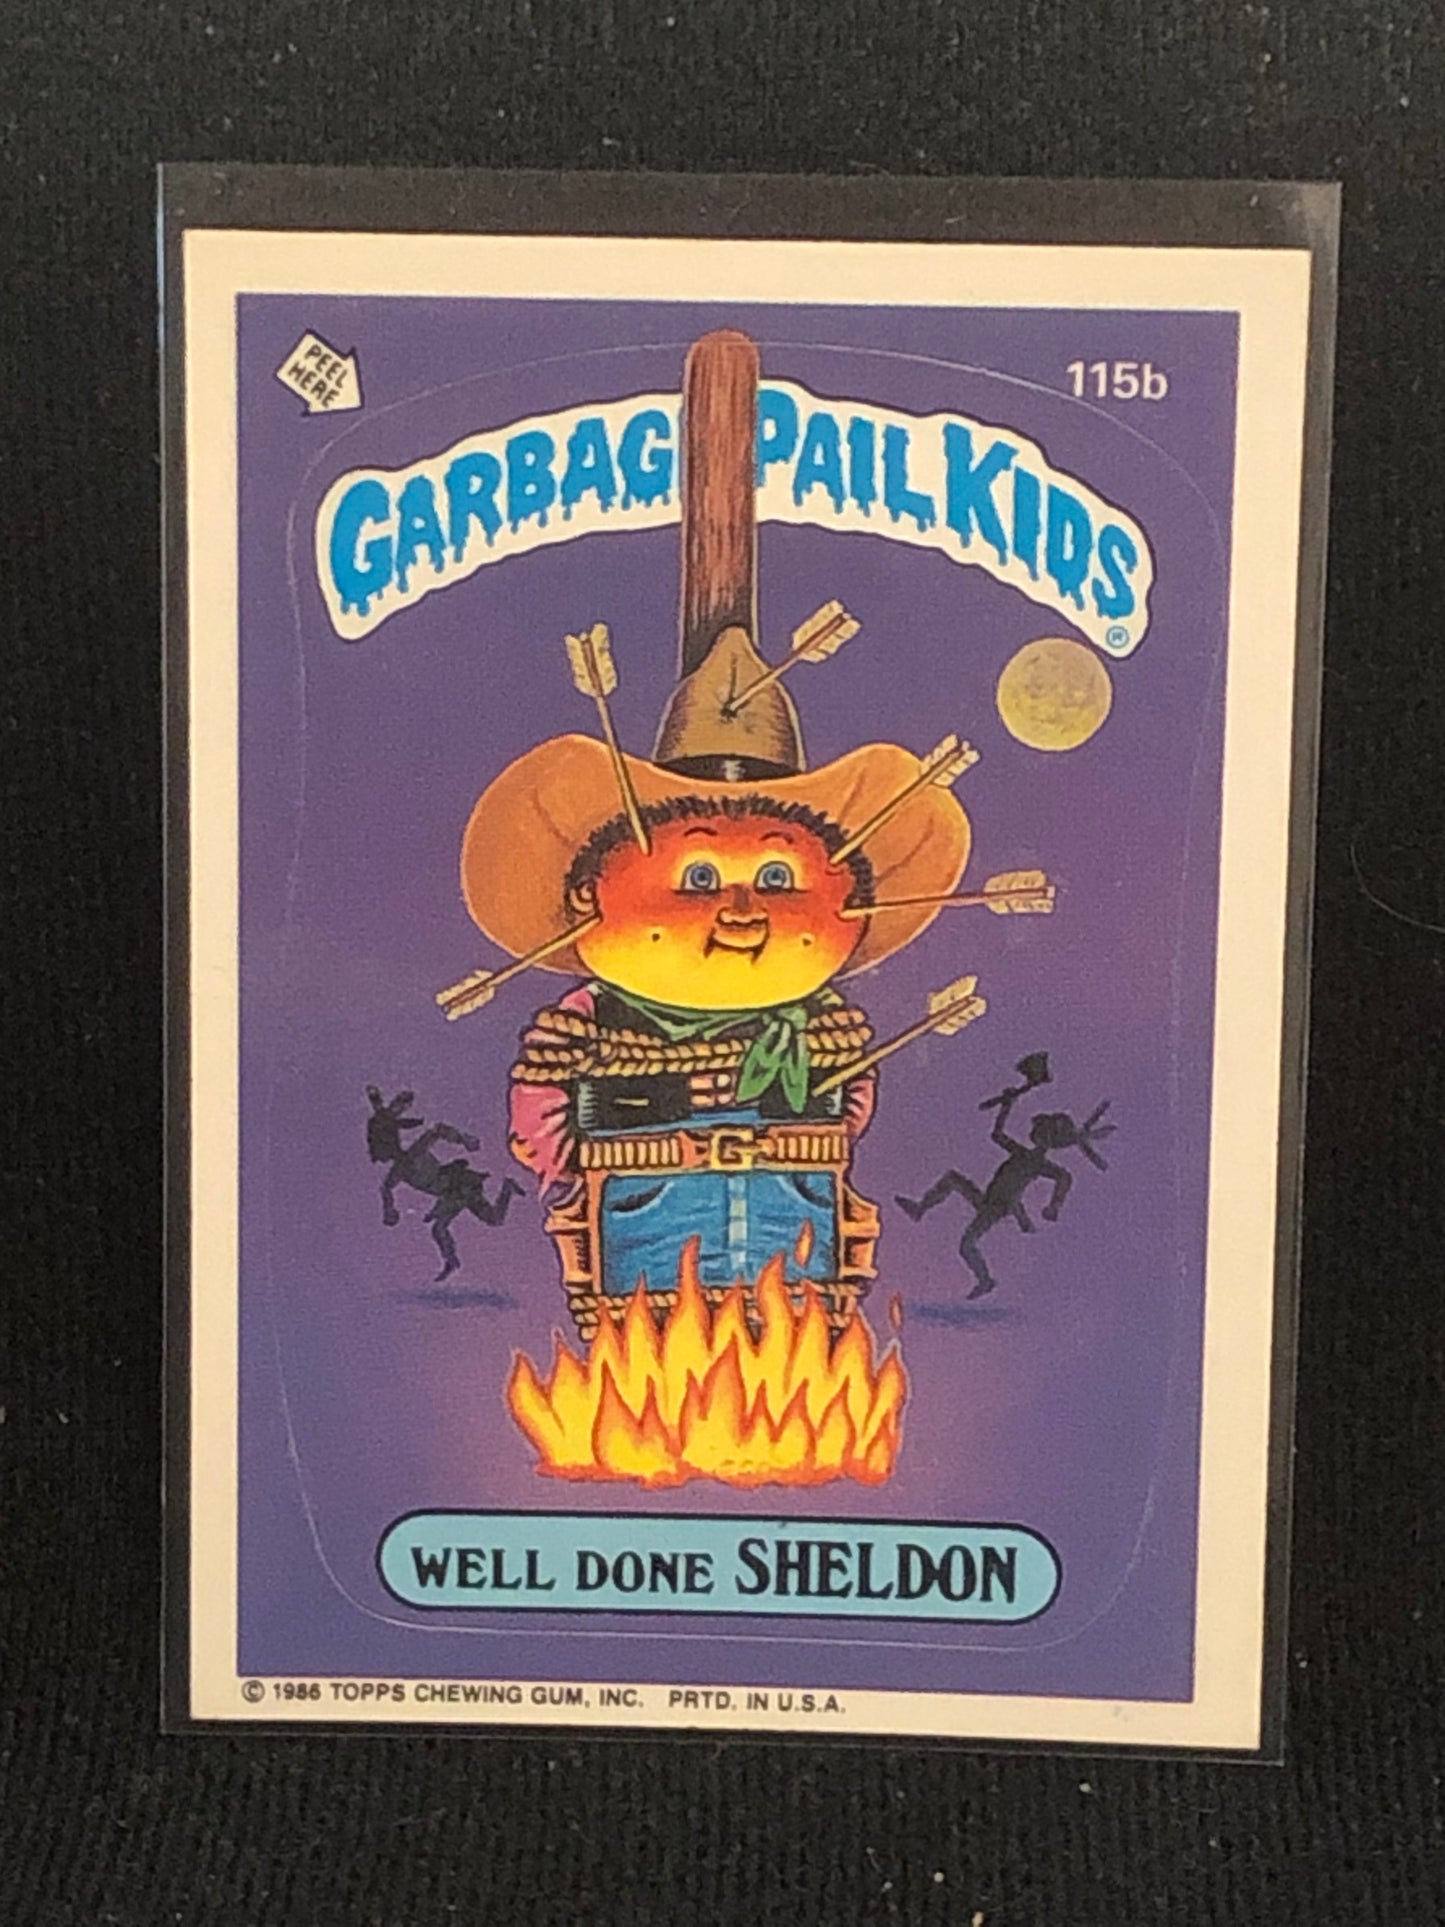 PEEL
HERE
115b
GARBAG PAIL KIDS
®
G
WELL DONE SHELDON
© 1986 TOPPS CHEWING GUM, INC. PRTD. IN U.S.A.